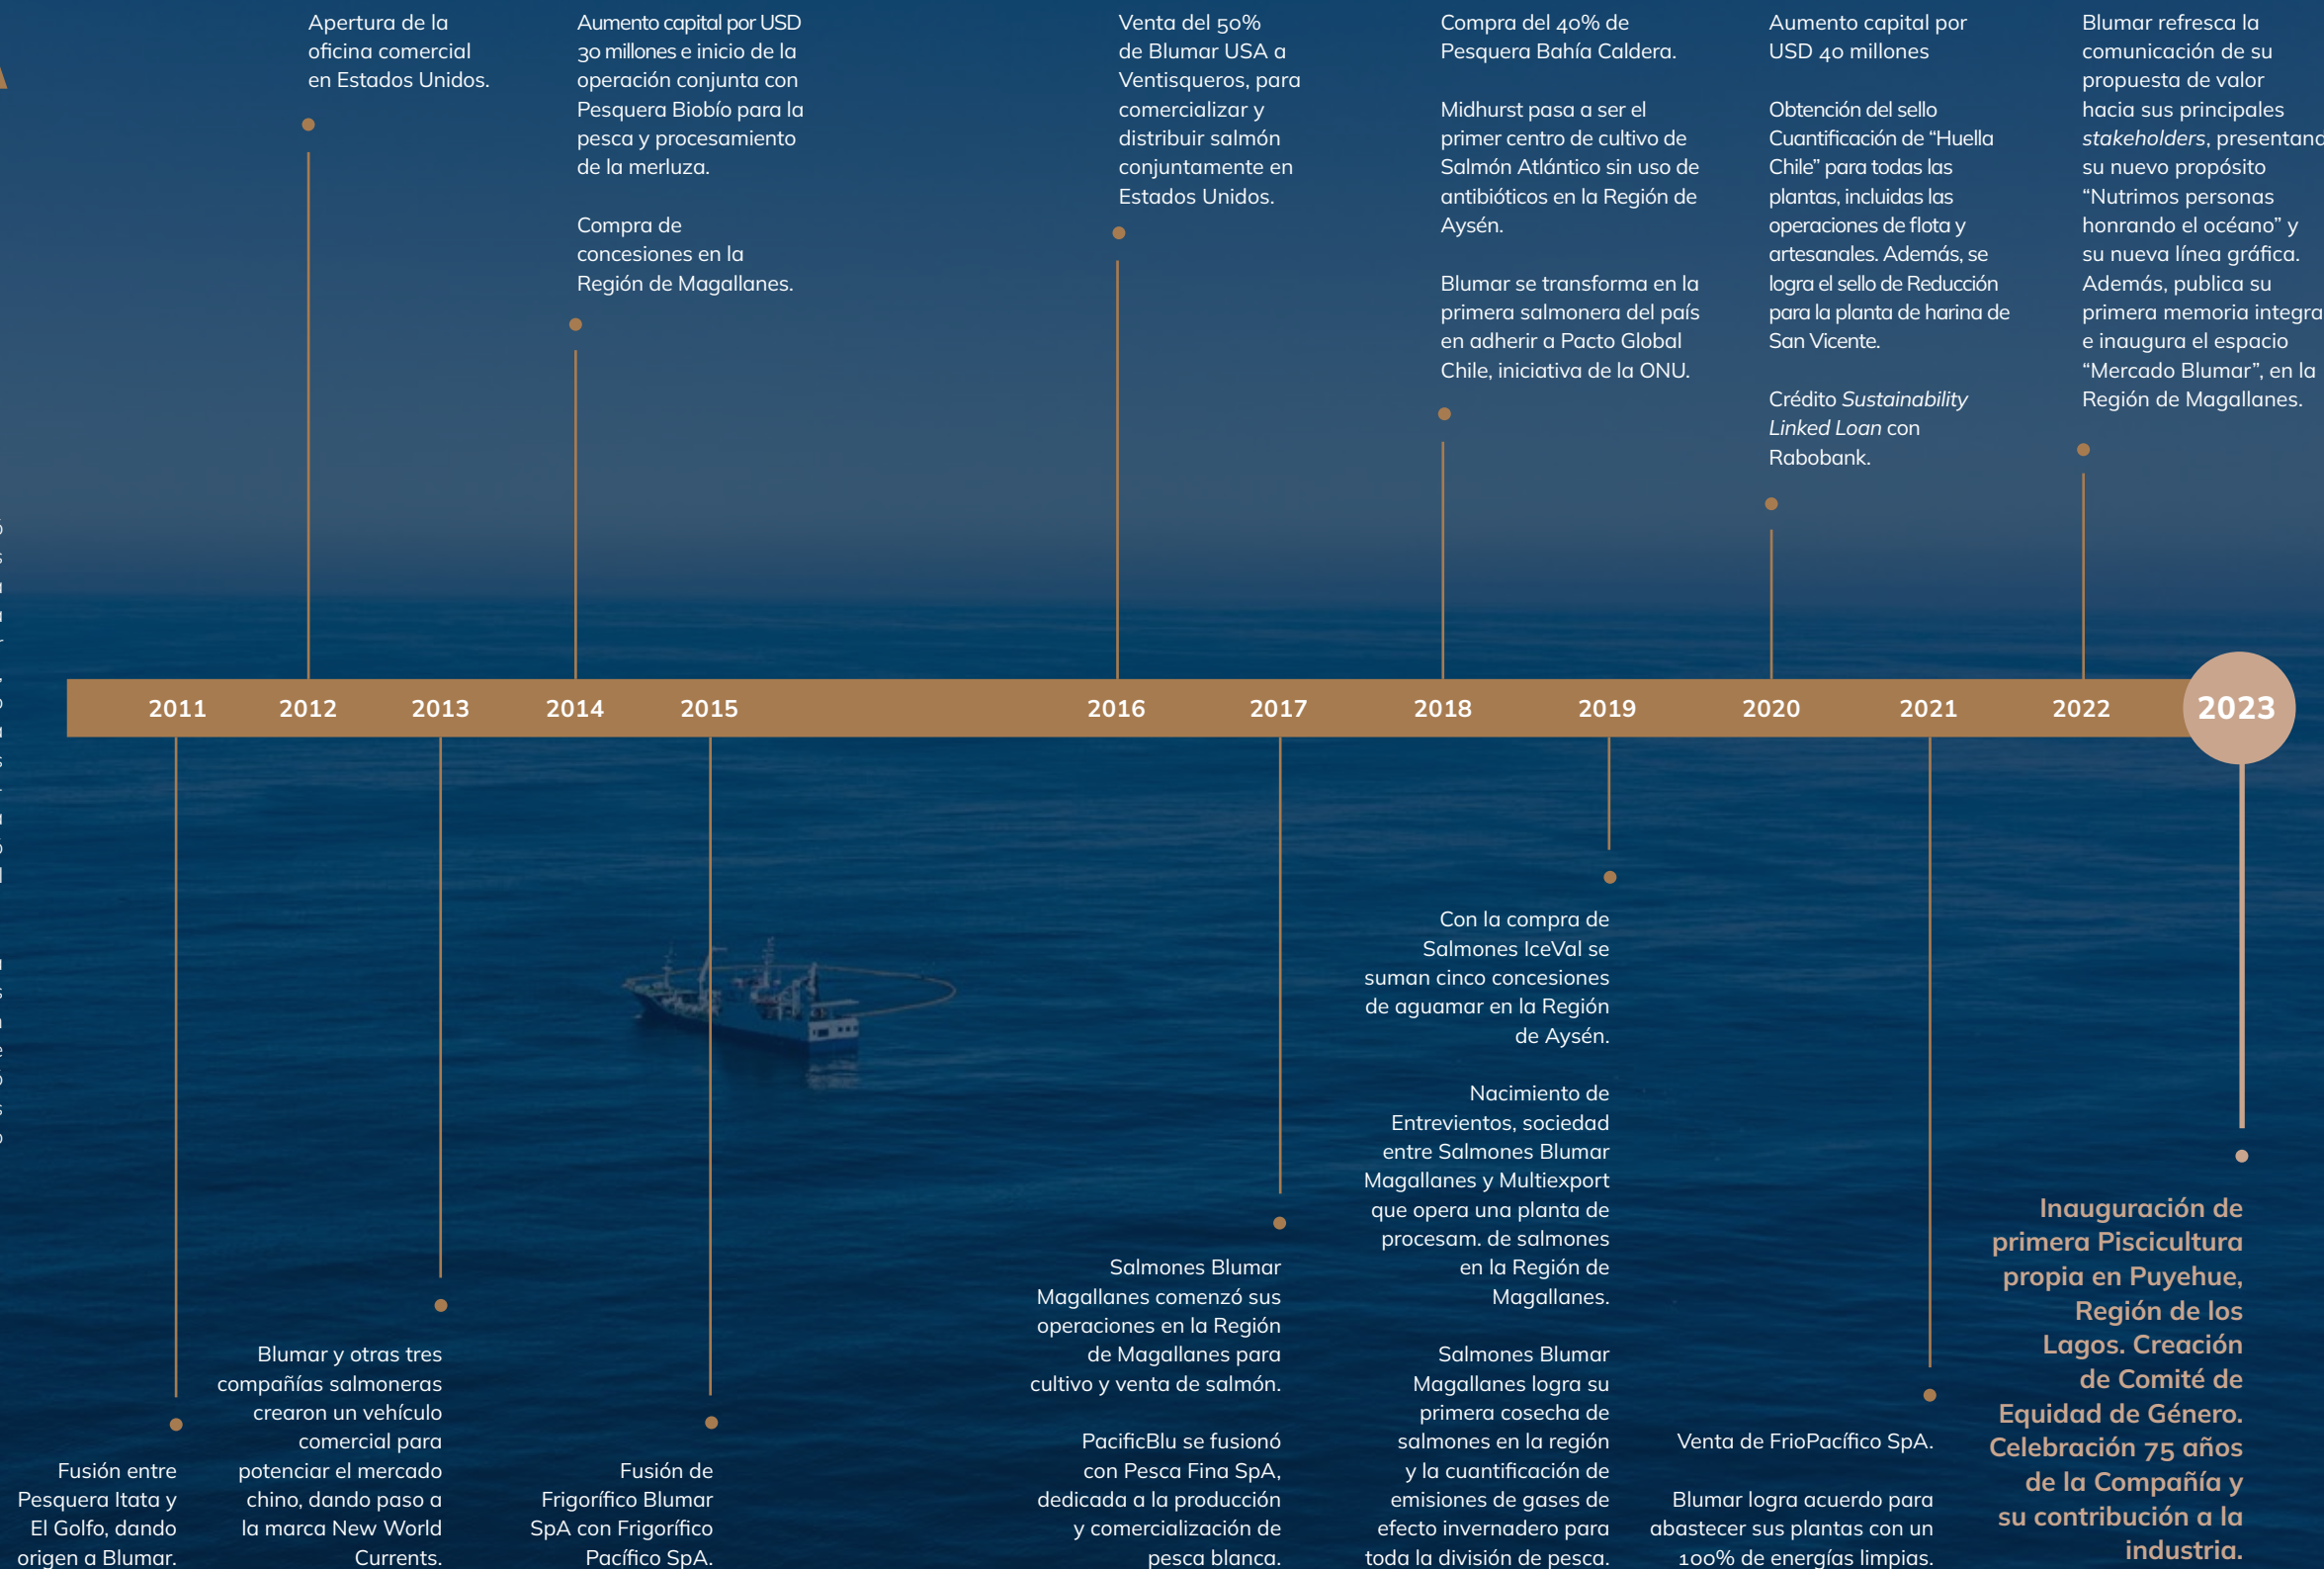 Apertura de la
oficina comercial
en Estados Unidos.
Aumento capital por USD
30 millones e inicio de la
operación conjunta con
Pesquera Biobío para la
pesca y procesamiento
de la merluza.
Compra de
concesiones en la
Región de Magallanes.
Venta del 50%
de Blumar USA a
Ventisqueros, para
comercializar y
distribuir salmón
conjuntamente en
Estados Unidos.
Compra del 40% de
Pesquera Bahía Caldera.
Midhurst pasa a ser el
primer centro de cultivo de
Salmón Atlántico sin uso de
antibióticos en la Región de
Aysén.
Blumar se transforma en la
primera salmonera del país
en adherir a Pacto Global
Chile, iniciativa de la ONU.
Aumento capital por
USD 40 millones
Obtención del sello
Cuantificación de “Huella
Chile” para todas las
plantas, incluidas las
operaciones de flota y
artesanales. Además, se
logra el sello de Reducción
para la planta de harina de
San Vicente.
Crédito Sustainability
Linked Loan con
Rabobank.
Blumar refresca la
comunicación de su
propuesta de valor
hacia sus principales
stakeholders, presentand
su nuevo propósito
“Nutrimos personas
honrando el océano” y
su nueva línea gráfica.
Además, publica su
primera memoria integra
e inaugura el espacio
“Mercado Blumar”, en la
Región de Magallanes.
2011 2012 2013 2014 2015 2016 2017 2018 2019 2020 2021 2022 2023
Fusión entre
Pesquera Itata y
El Golfo, dando
origen a Blumar.
Blumar y otras tres
compañías salmoneras
crearon un vehículo
comercial para
potenciar el mercado
chino, dando paso a
la marca New World
Currents.
Fusión de
Frigorífico Blumar
SpA con Frigorífico
Pacífico SpA.
Salmones Blumar
Magallanes comenzó sus
operaciones en la Región
de Magallanes para
cultivo y venta de salmón.
PacificBlu se fusionó
con Pesca Fina SpA,
dedicada a la producción
y comercialización de
pesca blanca.
Con la compra de
Salmones IceVal se
suman cinco concesiones
de aguamar en la Región
de Aysén.
Nacimiento de
Entrevientos, sociedad
entre Salmones Blumar
Magallanes y Multiexport
que opera una planta de
procesam. de salmones
en la Región de
Magallanes.
Salmones Blumar
Magallanes logra su
primera cosecha de
salmones en la región
y la cuantificación de
emisiones de gases de
efecto invernadero para
toda la división de pesca.
Venta de FrioPacífico SpA.
Blumar logra acuerdo para
abastecer sus plantas con un
100% de energías limpias.
Inauguración de
primera Piscicultura
propia en Puyehue,
Región de los
Lagos. Creación
de Comité de
Equidad de Género.
Celebración 75 años
de la Compañía y
su contribución a la
industria.